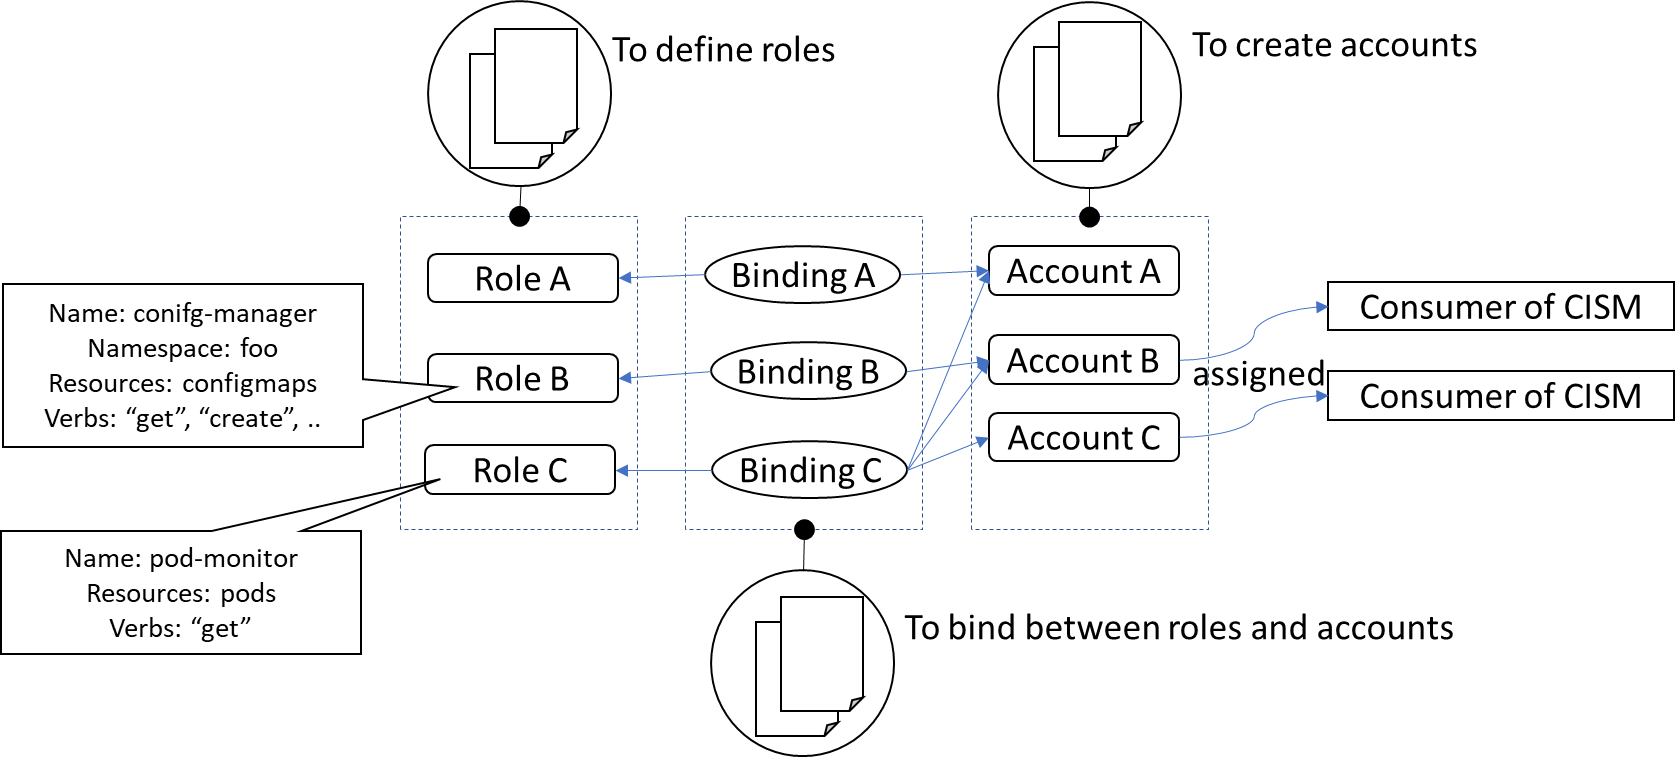 To define roles
To create accounts
Role A
Binding A
Account A
Name: conifg-manager
Namespace: foo
Resources: configmaps
Verbs: “get”, “create”, ..
Role B
Binding B
Account B
assigned
Consumer of CISM
Consumer of CISM
Role C
Binding C
Account C
Name: pod-monitor
Resources: pods
Verbs: “get”
To bind between roles and accounts